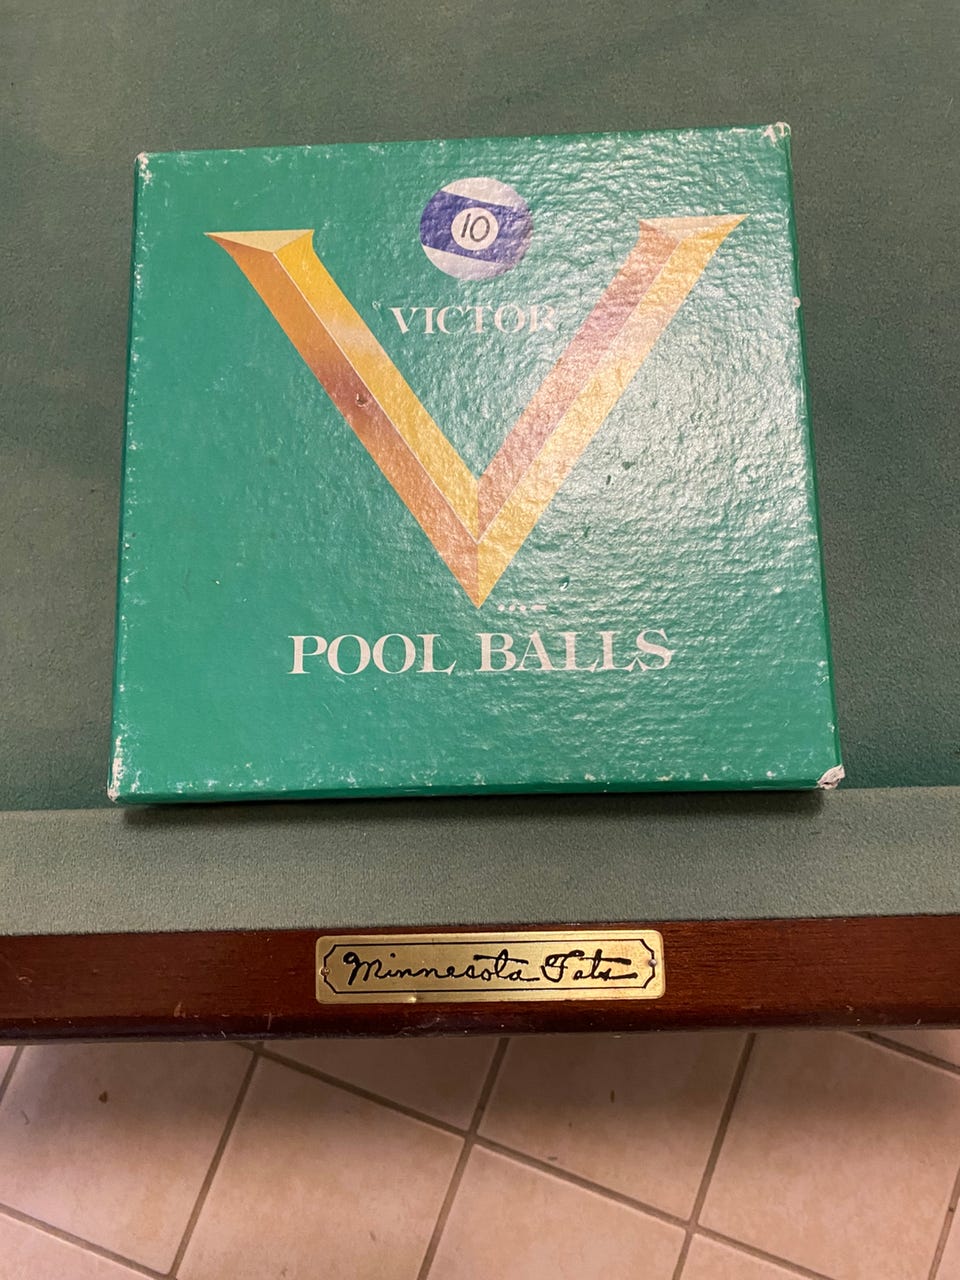 10
VICTOR
POOL BALLS
Minnesota Fats